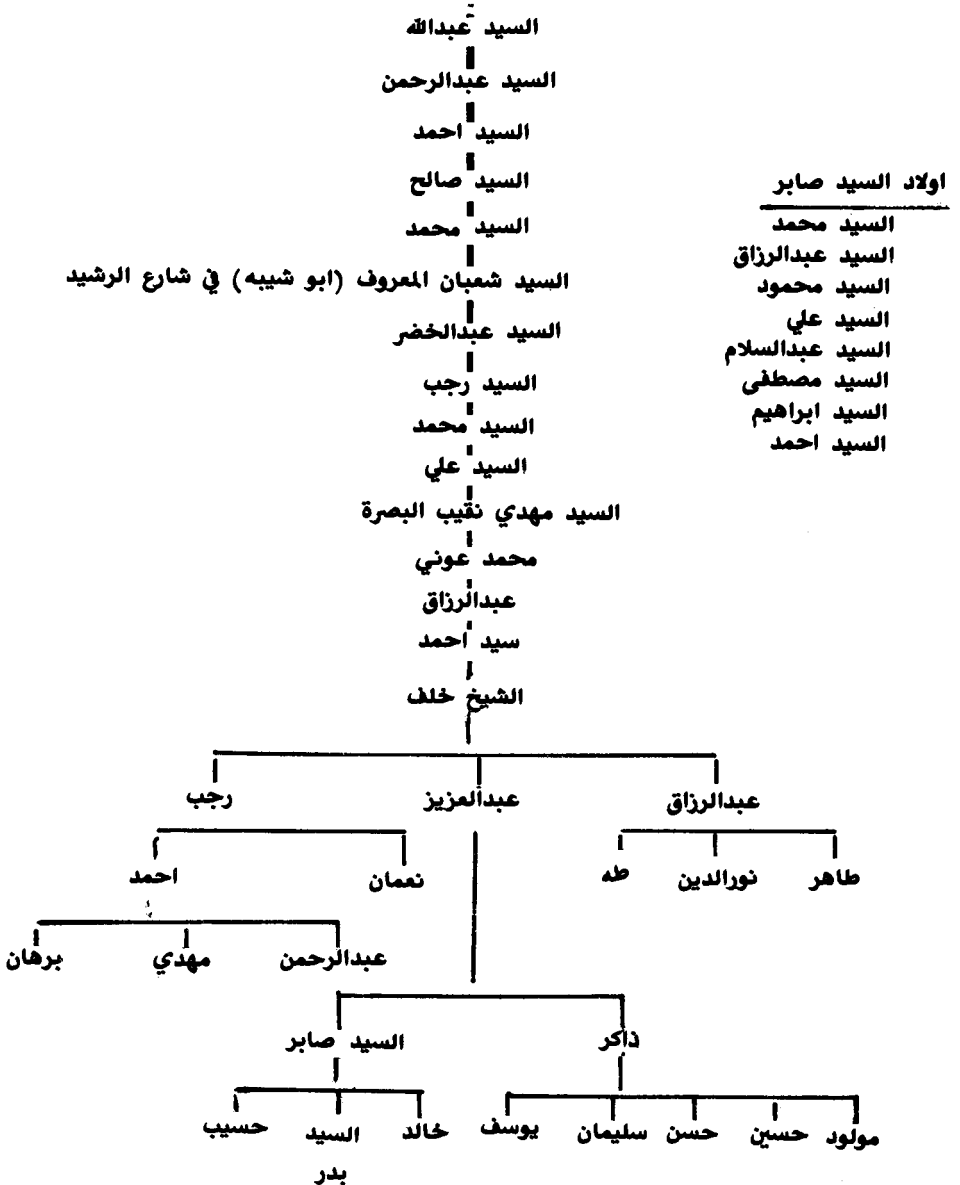 السيد عبدالله
السيد عبدالرحمن
السيد احمد
السيد صالح
السيد محمد
السيد شعبان المعروف (ابو شيبه) في شارع الرشيد
السيد عبدالخضر
السيد رجب
السيد محمد
السيد علي
السيد مهدي نقيب البصرة
محمد عوني
عبدالرزاق
سيد احمد
الشيخ خلف
اولاد السيد صابر
السيد محمد
السيد عبدالرزاق
السيد محمود
السيد علي
السيد عبدالسلام
السيد مصطفى
السيد ابراهيم
السيد احمد
عبدالرزاق عبدالعزيز رجب
طاهر نورالدين طه نعمان احمد
عبدالرحمن مهدي برهان
ذاكر السيد صابر
مولود حسين حسن سليمان يوسف خالد السيد حسيب
بدر